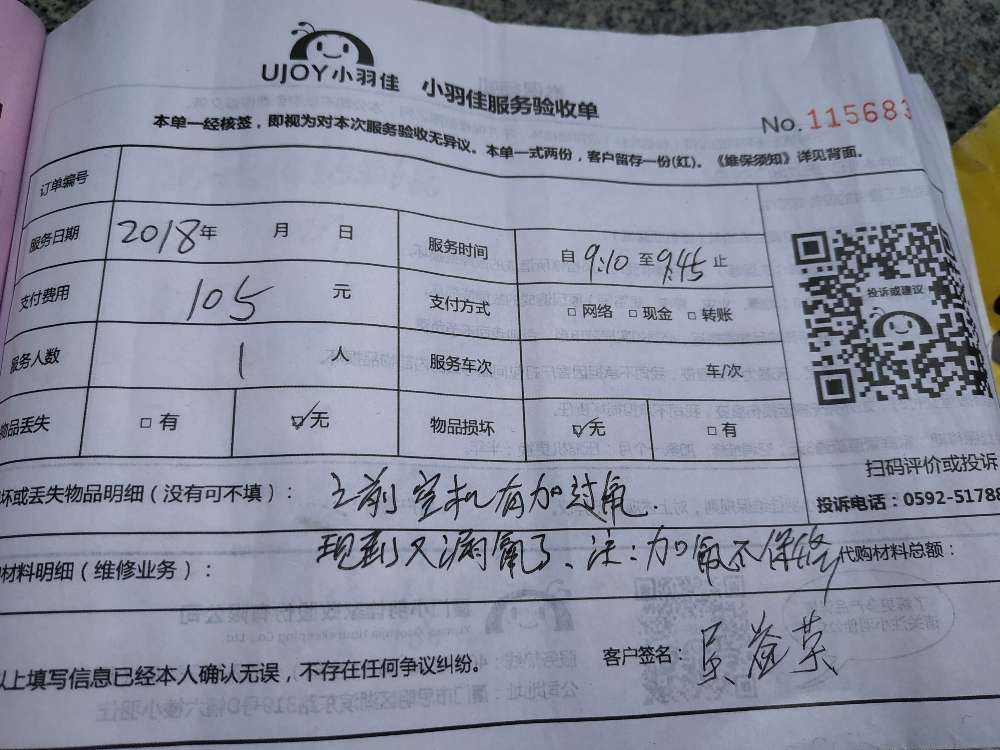 UJOY小羽佳 小羽佳服务验收单
No.115683
本单一经核签，即视为对本次服务验收无异议。本单一式两份，客户留存一份(红)。《维保须知》详见背面。
订单编号
服务日期 2018年 月 日 服务时间 自 9:10 至 9:45 止
支付费用 105 元 支付方式 □ 网络 □ 现金 □ 转账
服务人数 1 人 服务车次 车/次
物品丢失 □ 有 ☑ 无 物品损坏 ☑ 无 □ 有
投诉或建议
扫码评价或投诉
投诉电话：0592-51788
坏或丢失物品明细（没有可不填）： 之前空机有加过氟.
现到又漏氟了、注：加氟不保修
材料明细（维修业务）： 代购材料总额：
以上填写信息已经本人确认无误，不存在任何争议纠纷。 客户签名：